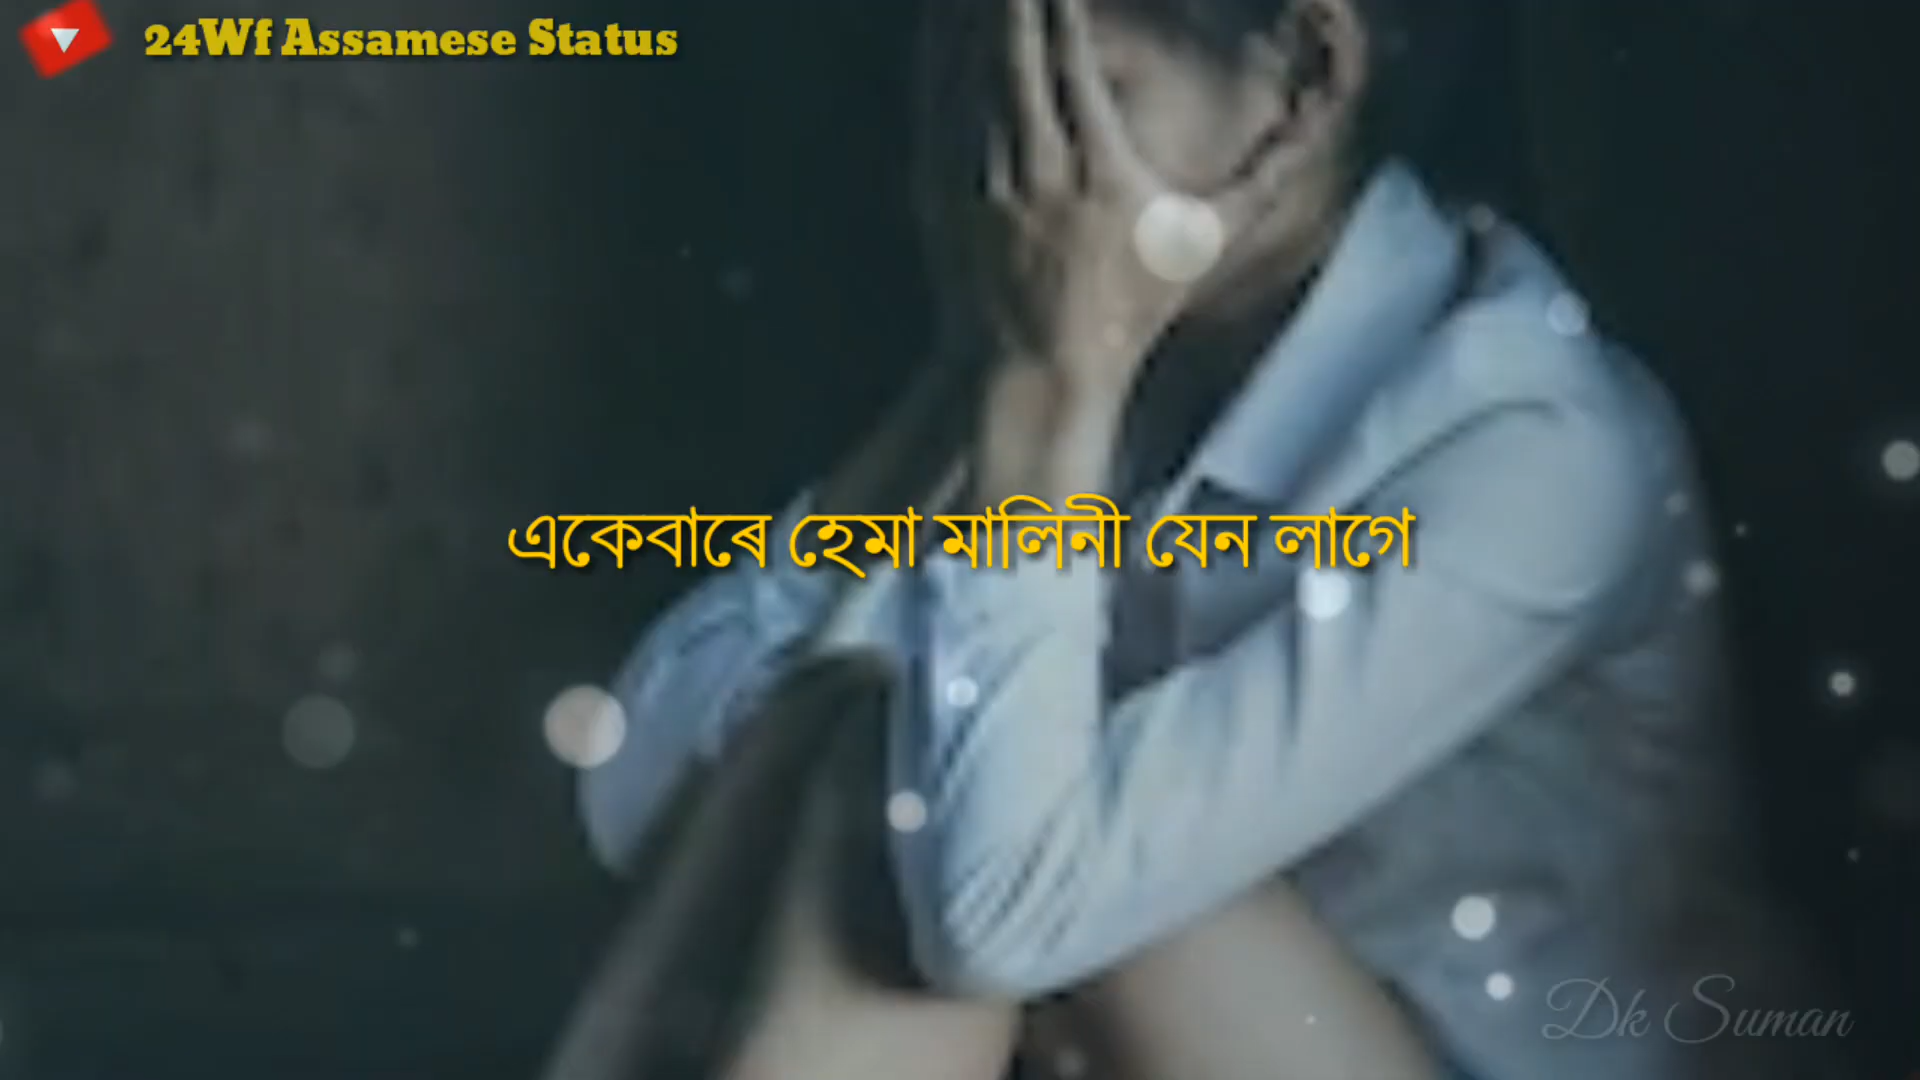 24Wf Assamese Status
একেবাৰে হেমা মালিনী যেন লাগে
Dk Suman